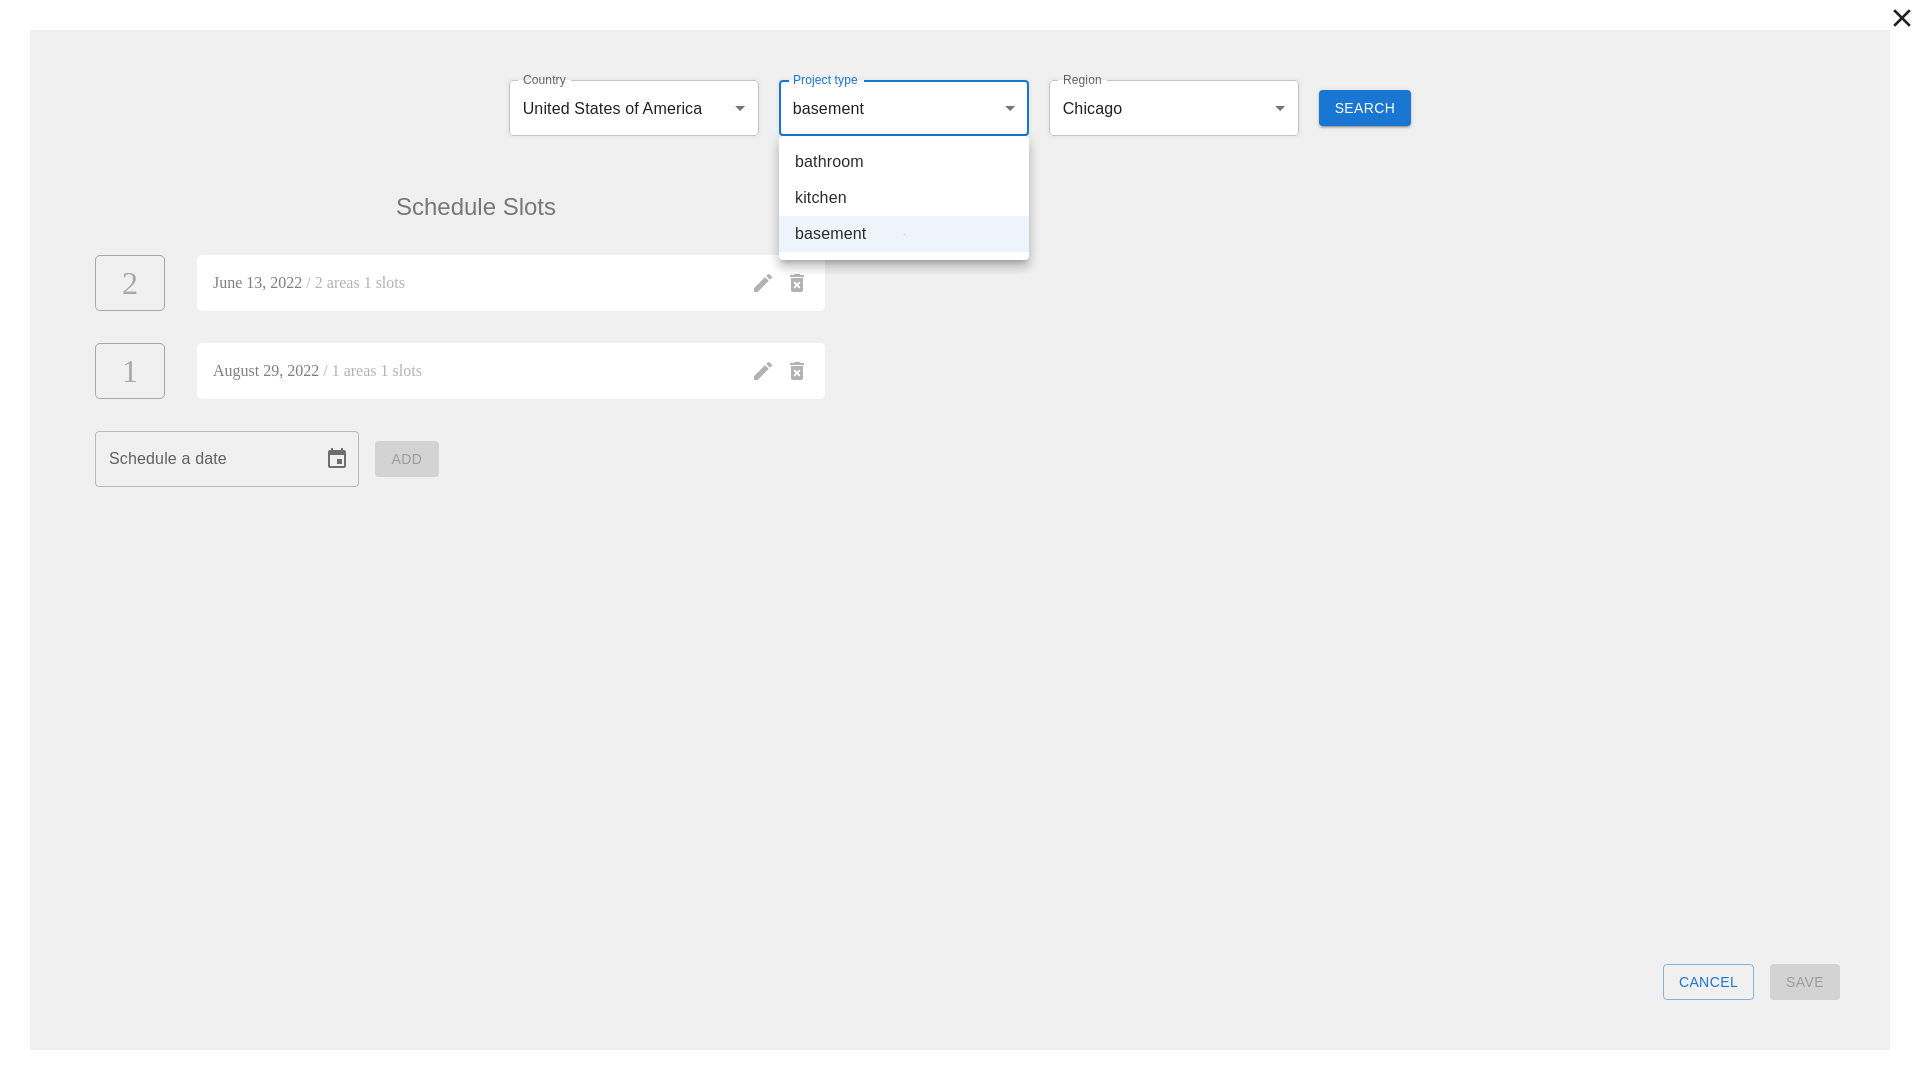 Country
United States of America
Project type
basement
Region
Chicago
SEARCH
bathroom
kitchen
basement
Schedule Slots
2
June 13, 2022 / 2 areas 1 slots
1
August 29, 2022 / 1 areas 1 slots
Schedule a date
ADD
CANCEL
SAVE